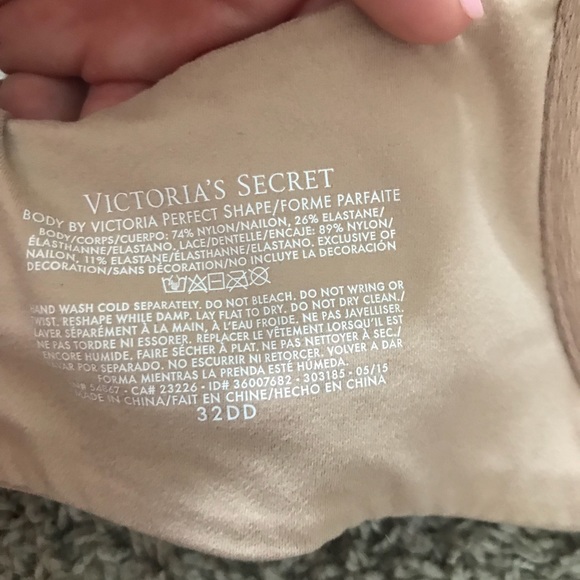 VICTORIA'S SECRET
BODY BY VICTORIA PERFECT SHAPE/FORME PARFAITE
BODY/CORPS/CUERPO: 74% NYLON/NAILON, 26% ELASTANE/
ÉLASTHANNE/ELASTANO, LACE/DENTELLE/ENCAJE: 89% NYLON/
NAILON, 11% ELASTANE/ÉLASTHANNE/ELASTANO. EXCLUSIVE OF
DECORATION/SANS DÉCORATION/NO INCLUYE LA DECORACIÓN
HAND WASH COLD SEPARATELY. DO NOT BLEACH. DO NOT WRING OR
TWIST. RESHAPE WHILE DAMP. LAY FLAT TO DRY. DO NOT DRY CLEAN./
LAVER SÉPARÉMENT À LA MAIN, À L'EAU FROIDE. NE PAS JAVELLISER.
NE PAS TORDRE NI ESSORER. REPLACER LE VÊTEMENT LORSQU'IL EST
ENCORE HUMIDE. FAIRE SÉCHER À PLAT. NE PAS NETTOYER À SEC./
POR SEPARADO. NO ESCURRIR NI RETORCER. VOLVER A DAR
FORMA MIENTRAS LA PRENDA ESTÉ HÚMEDA.
54867 - CA# 23226 - ID# 36007682 - 303185 - 05/15
MADE IN CHINA/FAIT EN CHINE/HECHO EN CHINA
32DD